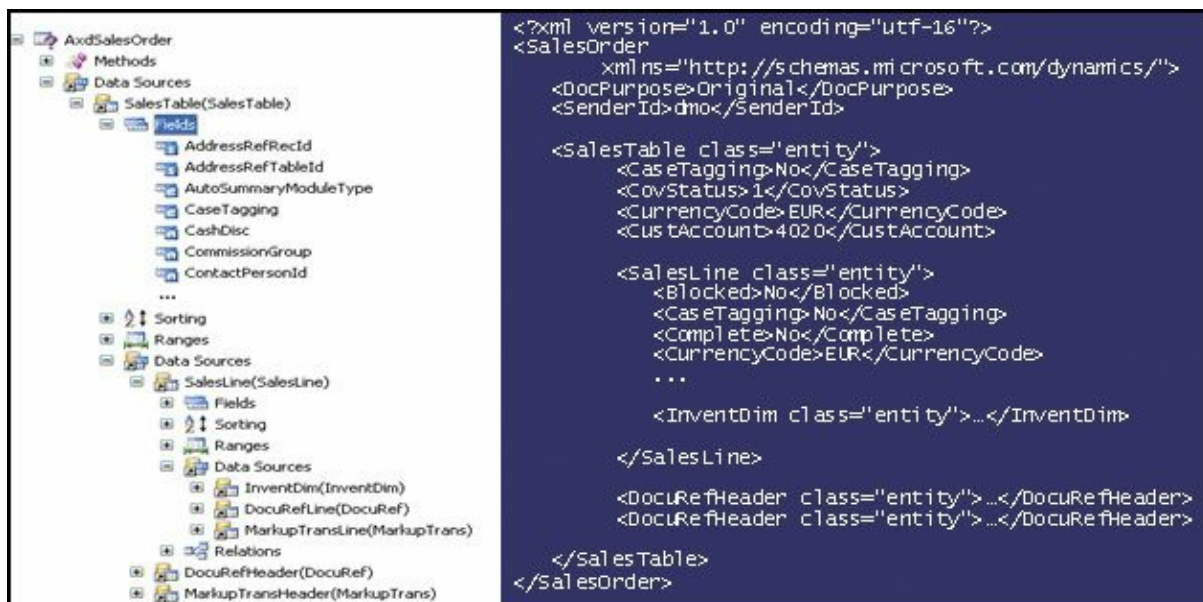 AxdSalesOrder
Methods
Data Sources
SalesTable(SalesTable)
Fields
AddressRefRecId
AddressRefTableId
AutoSummaryModuleType
CaseTagging
CashDisc
CommissionGroup
ContactPersonId
...
Sorting
Ranges
Data Sources
SalesLine(SalesLine)
Fields
Sorting
Ranges
Data Sources
InventDim(InventDim)
DocuRefLine(DocuRef)
MarkupTransLine(MarkupTrans)
Relations
DocuRefHeader(DocuRef)
MarkupTransHeader(MarkupTrans)
<?xml version="1.0" encoding="utf-16"?>
<SalesOrder
xmlns="http://schemas.microsoft.com/dynamics/">
<DocPurpose>Original</DocPurpose>
<SenderId>dmo</SenderId>
<SalesTable class="entity">
<CaseTagging>No</CaseTagging>
<CovStatus>1</CovStatus>
<CurrencyCode>EUR</CurrencyCode>
<CustAccount>4020</CustAccount>
<SalesLine class="entity">
<Blocked>No</Blocked>
<CaseTagging>No</CaseTagging>
<Complete>No</Complete>
<CurrencyCode>EUR</CurrencyCode>
...
<InventDim class="entity">…</InventDim>
</SalesLine>
<DocuRefHeader class="entity">…</DocuRefHeader>
<DocuRefHeader class="entity">…</DocuRefHeader>
</SalesTable>
</SalesOrder>